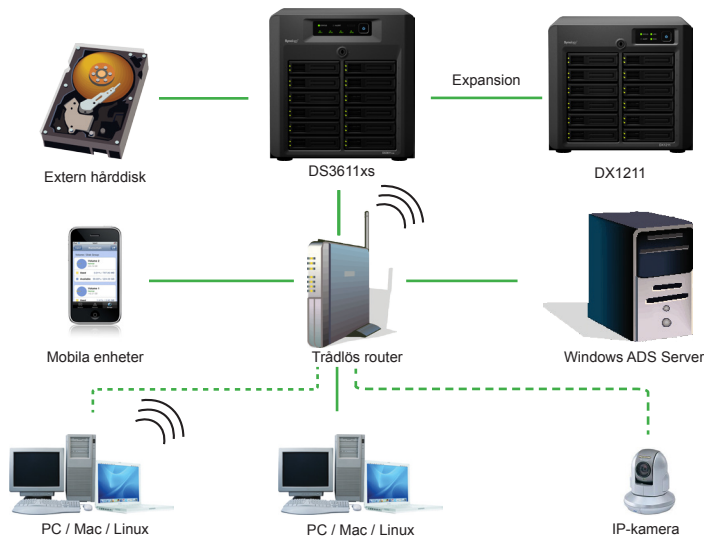 Expansion
Extern hårddisk
DS3611xs
DX1211
Mobila enheter
Trådlös router
Windows ADS Server
PC / Mac / Linux
PC / Mac / Linux
IP-kamera